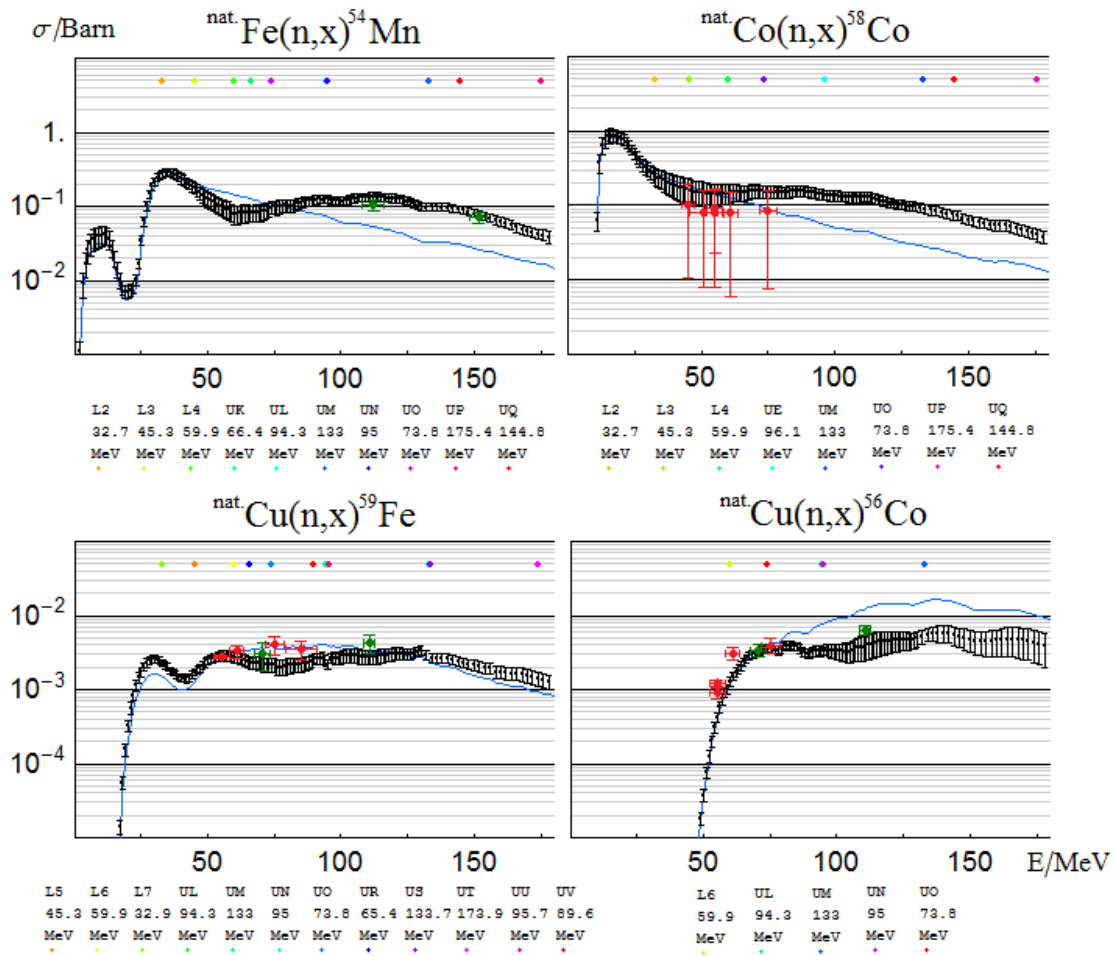 σ/Barn
nat.Fe(n,x)54Mn
nat.Co(n,x)58Co
1.
10−1
10−2
50 100 150
50 100 150
L2 L3 L4 UK UL UM UN UO UP UQ
32.7 45.3 59.9 66.4 94.3 133 95 73.8 175.4 144.8
MeV MeV MeV MeV MeV MeV MeV MeV MeV MeV
L2 L3 L4 UE UM UO UP UQ
32.7 45.3 59.9 96.1 133 73.8 175.4 144.8
MeV MeV MeV MeV MeV MeV MeV MeV
nat.Cu(n,x)59Fe
nat.Cu(n,x)56Co
10−2
10−3
10−4
50 100 150
50 100 150 E/MeV
L5 L6 L7 UL UM UN UO UR US UT UU UV
45.3 59.9 32.9 94.3 133 95 73.8 65.4 133.7 173.9 95.7 89.6
MeV MeV MeV MeV MeV MeV MeV MeV MeV MeV MeV MeV
L6 UL UM UN UO
59.9 94.3 133 95 73.8
MeV MeV MeV MeV MeV